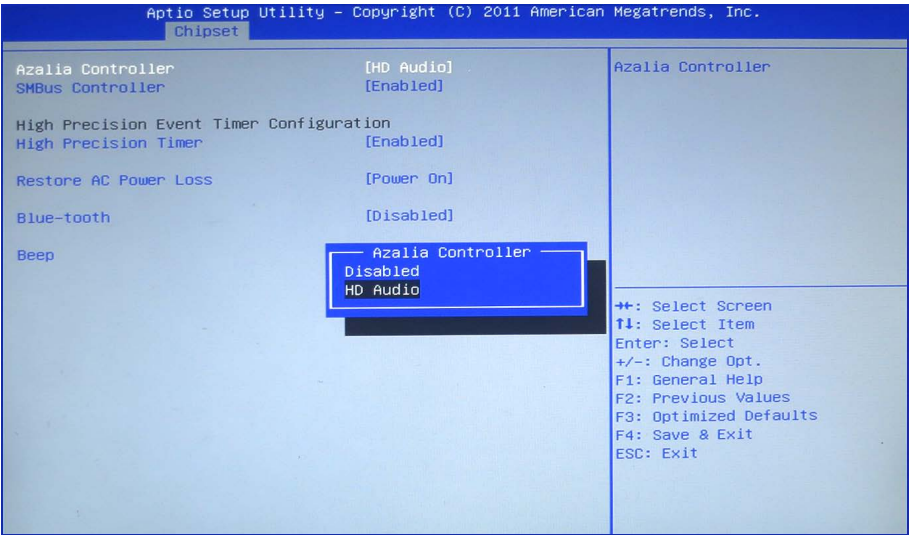 Aptio Setup Utility – Copyright (C) 2011 American Megatrends, Inc.
Chipset
Azalia Controller [HD Audio]
SMBus Controller [Enabled]
High Precision Event Timer Configuration
High Precision Timer [Enabled]
Restore AC Power Loss [Power On]
Blue-tooth [Disabled]
Beep
Azalia Controller
Disabled
HD Audio
Azalia Controller
→←: Select Screen
↑↓: Select Item
Enter: Select
+/-: Change Opt.
F1: General Help
F2: Previous Values
F3: Optimized Defaults
F4: Save & Exit
ESC: Exit